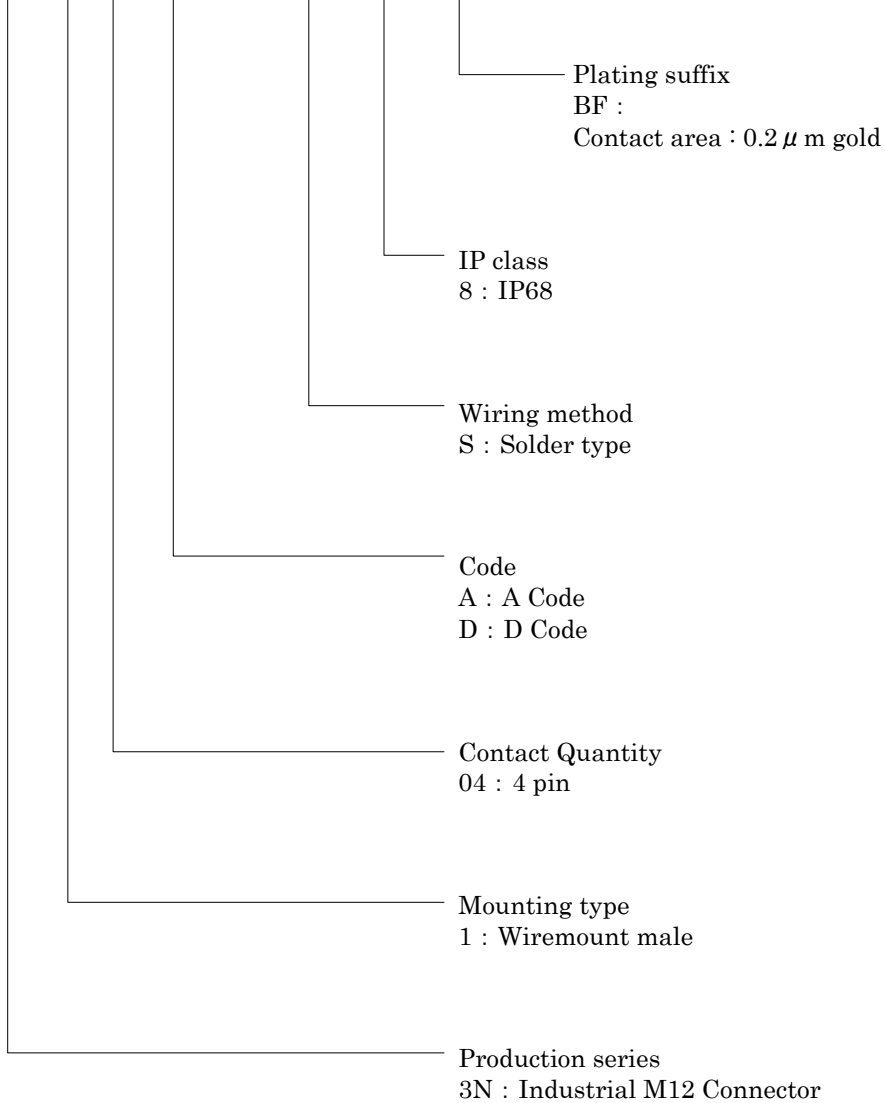 Plating suffix
BF :
Contact area : 0.2 μ m gold
IP class
8 : IP68
Wiring method
S : Solder type
Code
A : A Code
D : D Code
Contact Quantity
04 : 4 pin
Mounting type
1 : Wiremount male
Production series
3N : Industrial M12 Connector